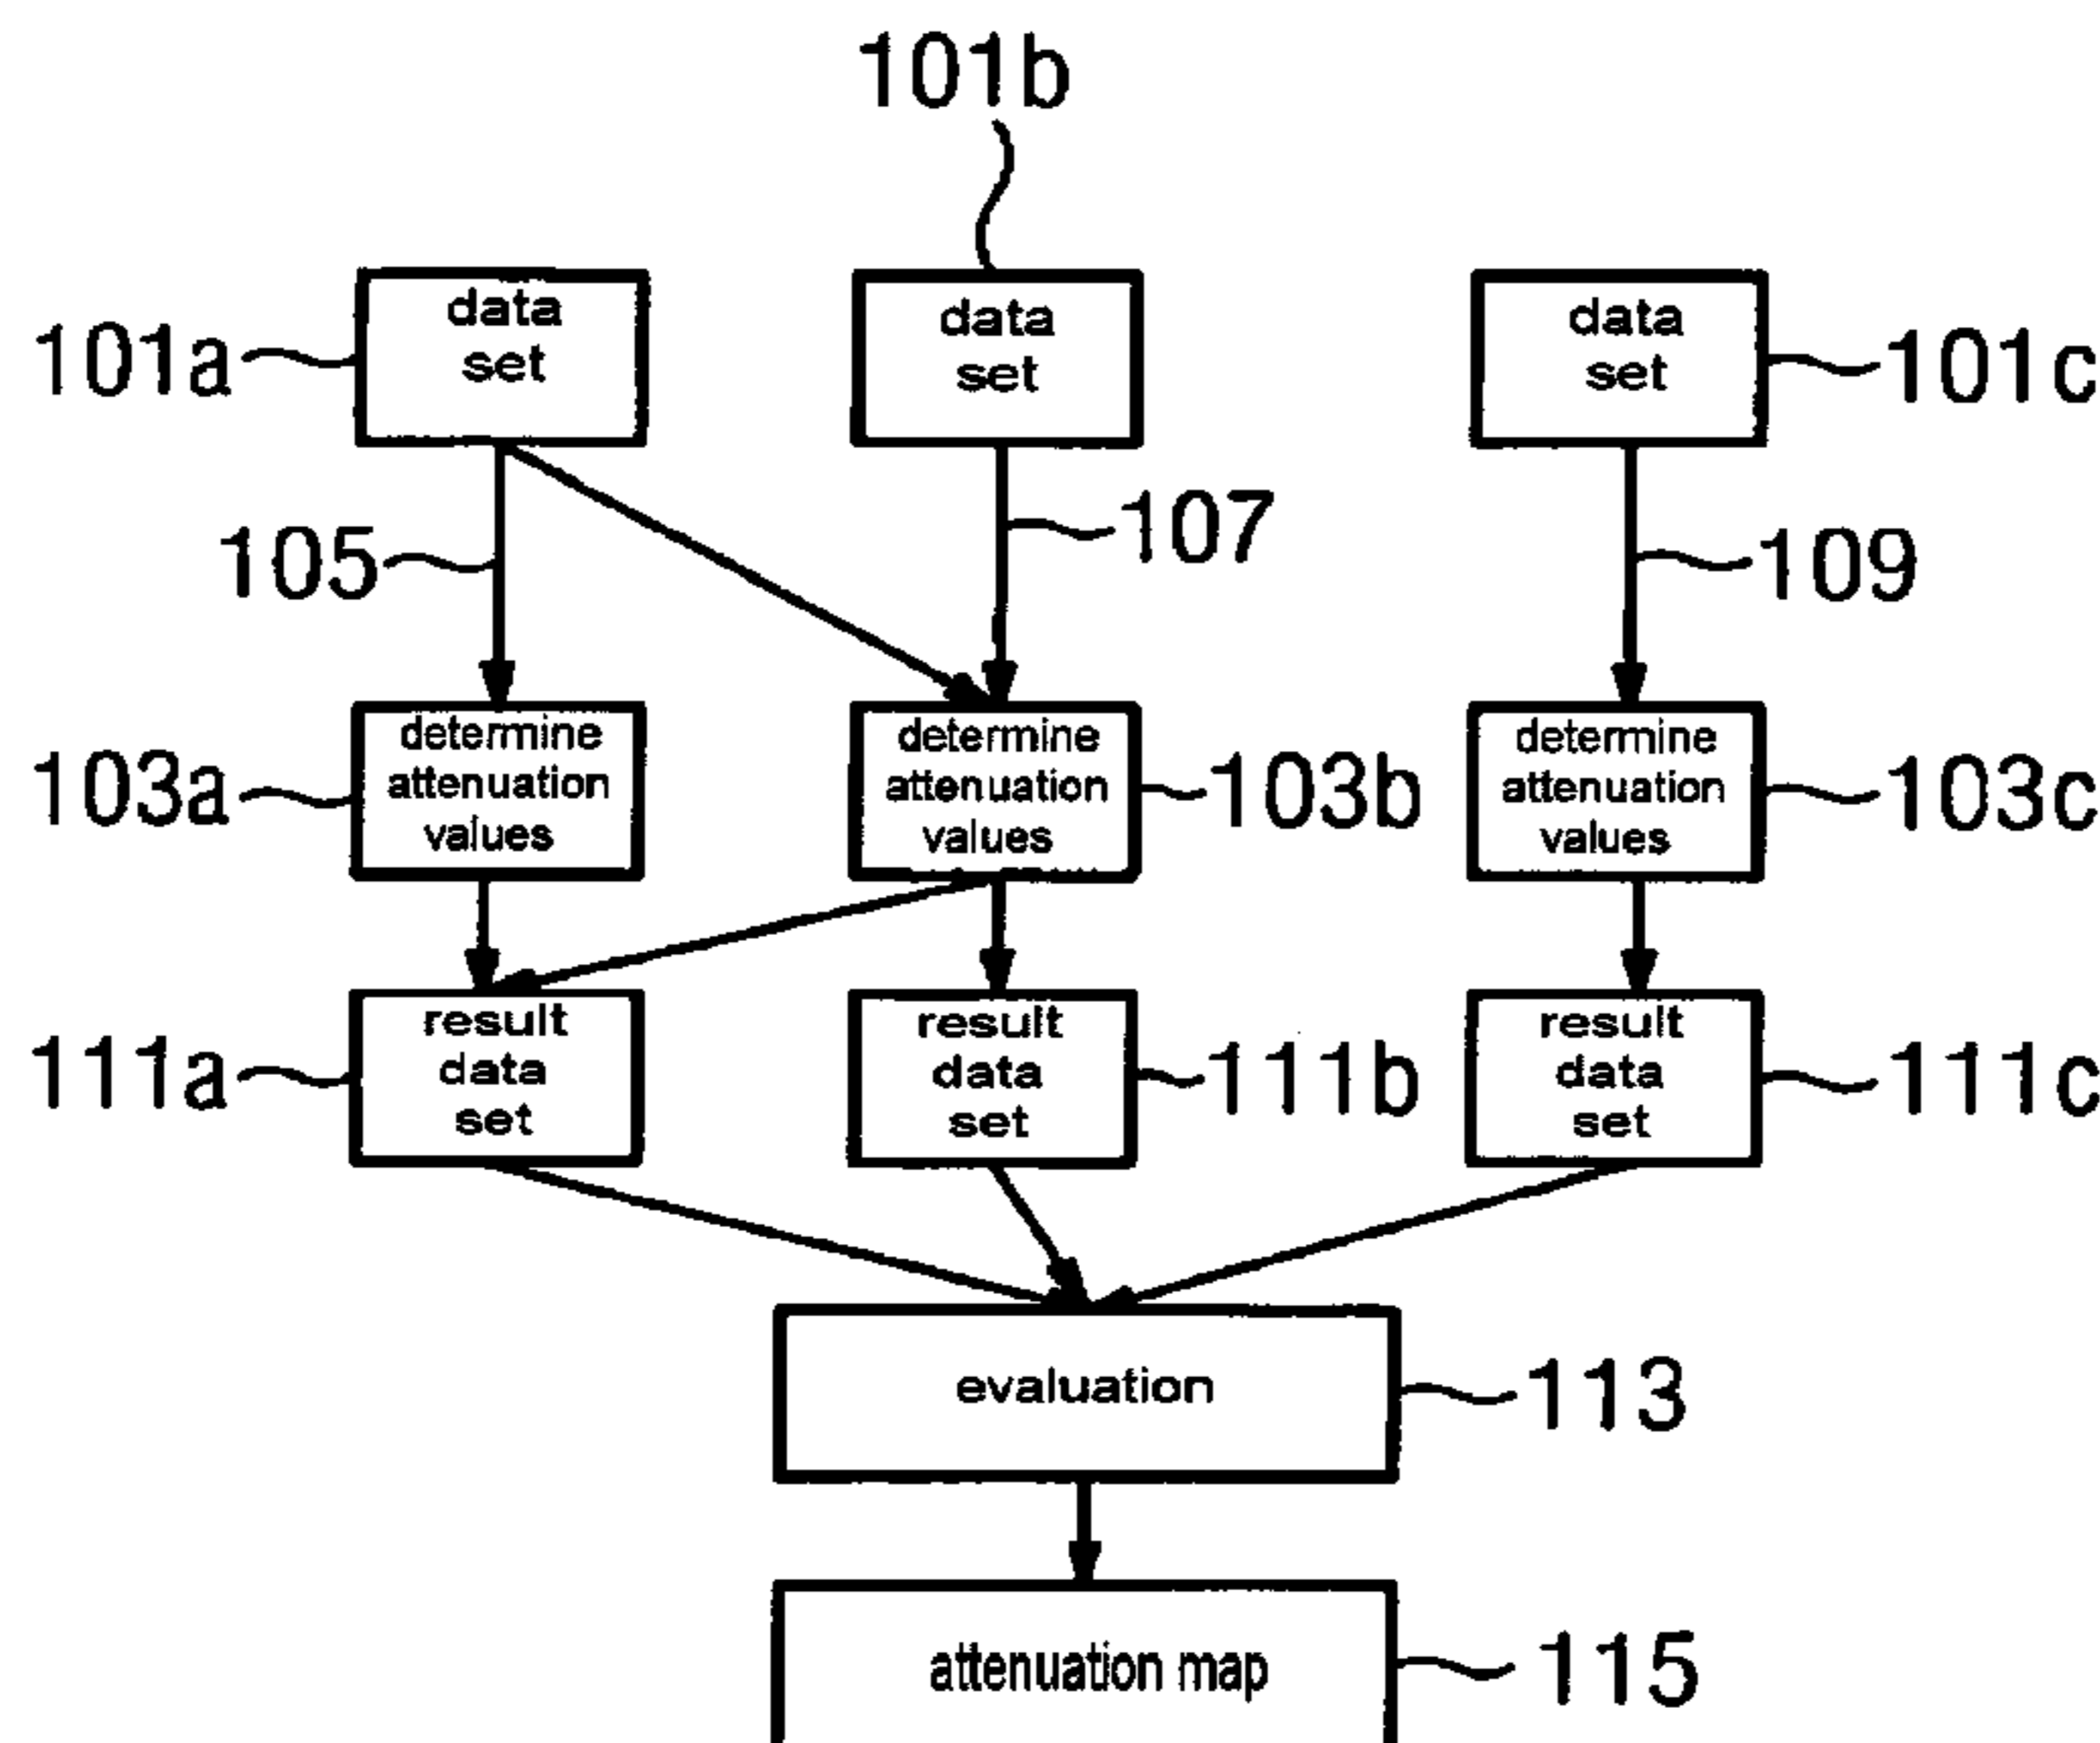 101b
data
set
data
set
data
set
101a
101c
105
107
109
determine
attenuation
values
determine
attenuation
values
determine
attenuation
values
103a
103b
103c
result
data
set
result
data
set
result
data
set
111a
111b
111c
evaluation
113
attenuation map
115